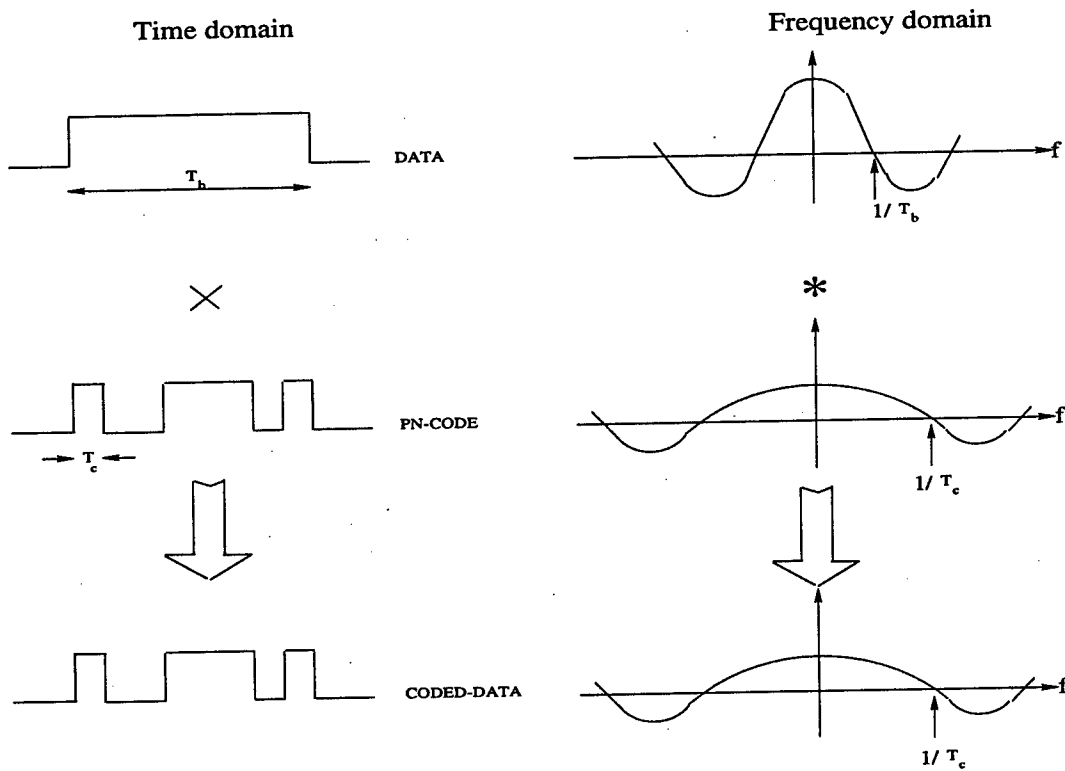 Time domain
Frequency domain
DATA
f
T_b
1/ T_b
×
*
PN-CODE
f
T_c
1/ T_c
CODED-DATA
f
1/ T_c